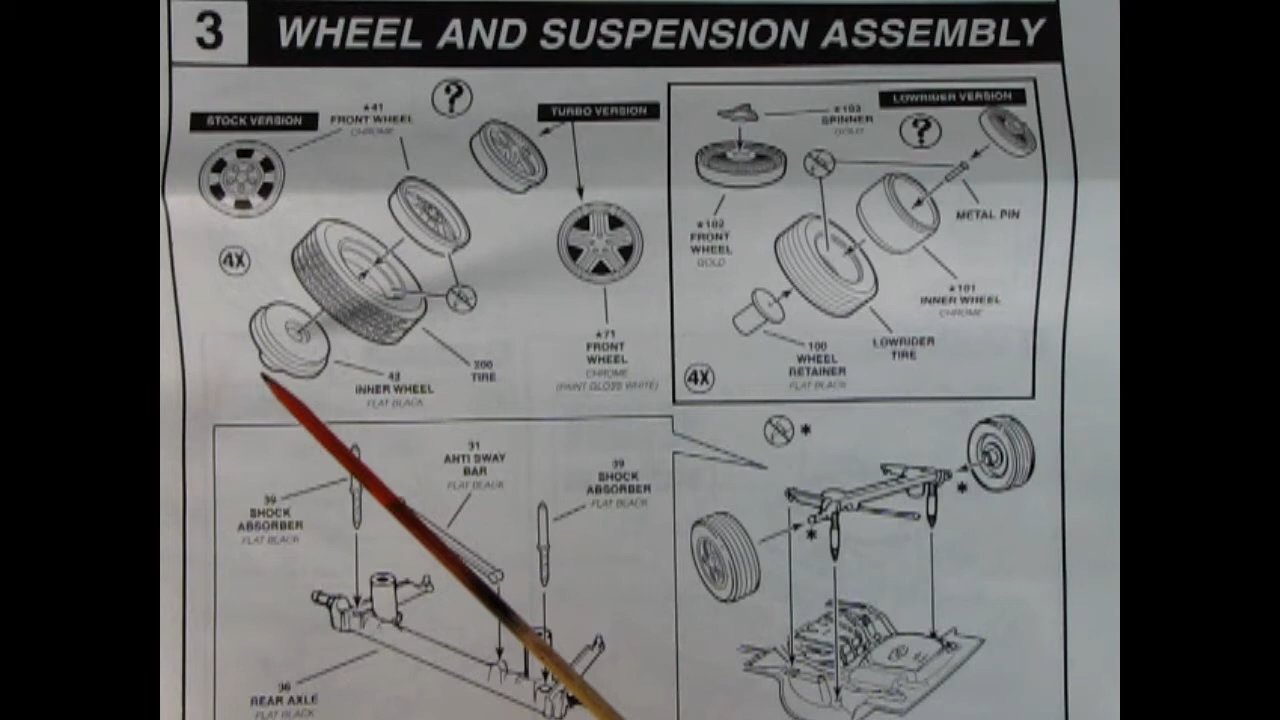 3 WHEEL AND SUSPENSION ASSEMBLY
STOCK VERSION
★41
FRONT WHEEL
CHROME
?
TURBO VERSION
LOWRIDER VERSION
★103
SPINNER
GOLD
?
METAL PIN
★102
FRONT
WHEEL
GOLD
4X
★101
INNER WHEEL
CHROME
★71
FRONT
WHEEL
CHROME
(PAINT GLOSS WHITE)
200
TIRE
LOWRIDER
TIRE
100
WHEEL
RETAINER
FLAT BLACK
4X
INNER WHEEL
FLAT BLACK
31
ANTI SWAY
BAR
FLAT BLACK
39
SHOCK
ABSORBER
FLAT BLACK
39
SHOCK
ABSORBER
FLAT BLACK
*
*
*
REAR AXLE
FLAT BLACK